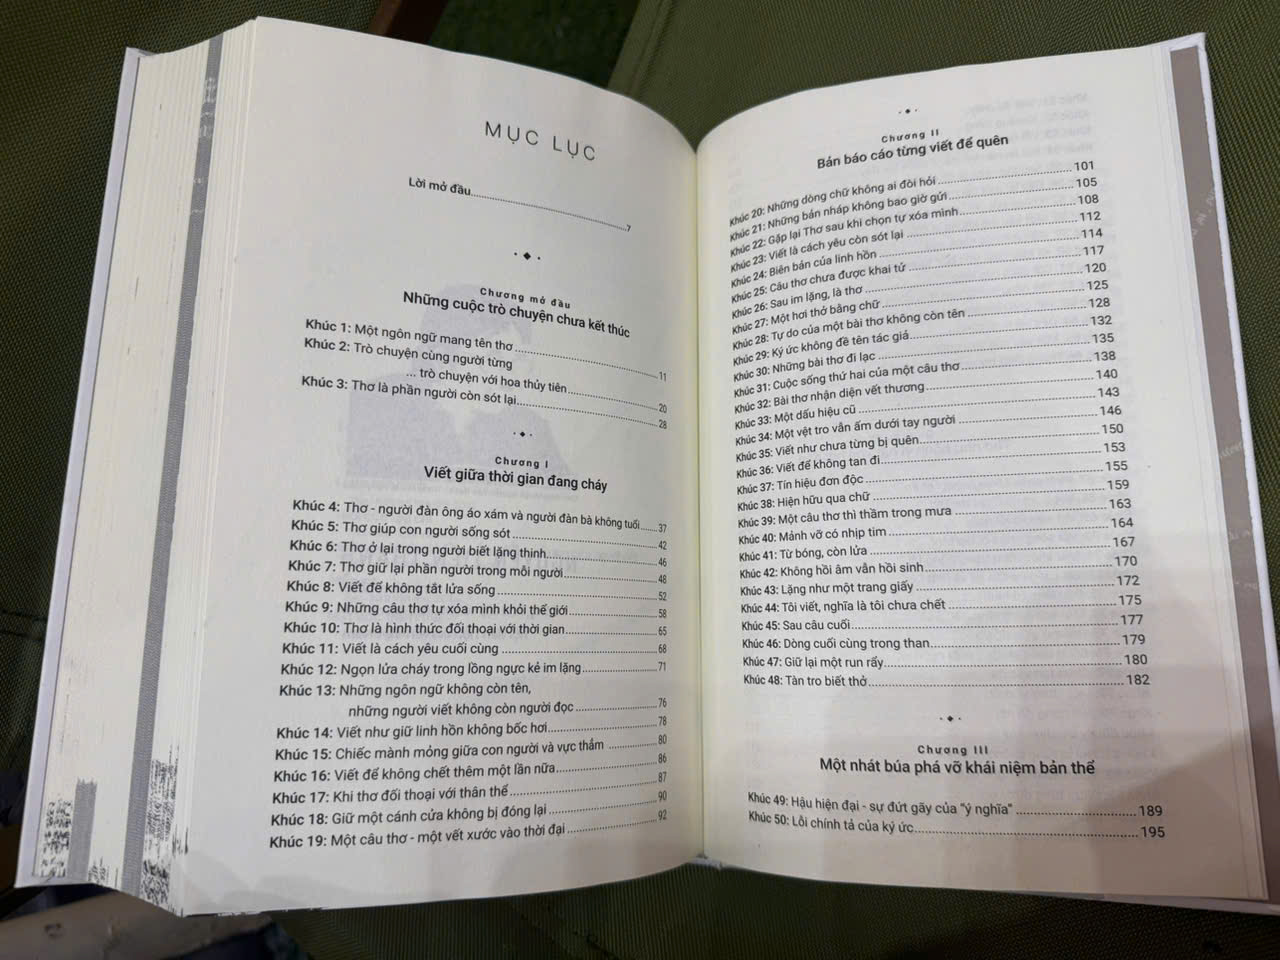 MỤC LỤC
Lời mở đầu 7
Chương mở đầu
Những cuộc trò chuyện chưa kết thúc
Khúc 1: Một ngôn ngữ mang tên thơ 11
Khúc 2: Trò chuyện cùng người từng
... trò chuyện với hoa thủy tiên 20
Khúc 3: Thơ là phần người còn sót lại 28
Chương I
Viết giữa thời gian đang cháy
Khúc 4: Thơ - người đàn ông áo xám và người đàn bà không tuổi 37
Khúc 5: Thơ giúp con người sống sót 42
Khúc 6: Thơ ở lại trong người biết lặng thinh 46
Khúc 7: Thơ giữ lại phần người trong mỗi người 48
Khúc 8: Viết để không tắt lửa sống 52
Khúc 9: Những câu thơ tự xóa mình khỏi thế giới 58
Khúc 10: Thơ là hình thức đối thoại với thời gian 65
Khúc 11: Viết là cách yêu cuối cùng 68
Khúc 12: Ngọn lửa cháy trong lồng ngực kẻ im lặng 71
Khúc 13: Những ngôn ngữ không còn tên,
những người viết không còn người đọc 76
Khúc 14: Viết như giữ linh hồn không bốc hơi 78
Khúc 15: Chiếc mành mỏng giữa con người và vực thẳm 80
Khúc 16: Viết để không chết thêm một lần nữa 86
Khúc 17: Khi thơ đối thoại với thân thể 87
Khúc 18: Giữ một cánh cửa không bị đóng lại 90
Khúc 19: Một câu thơ - một vết xước vào thời đại 92
Chương II
Bản báo cáo từng viết để quên
Khúc 20: Những dòng chữ không ai đòi hỏi 101
Khúc 21: Những bản nháp không bao giờ gửi 105
Khúc 22: Gặp lại Thơ sau khi chọn tự xóa mình 108
Khúc 23: Viết là cách yêu còn sót lại 112
Khúc 24: Biên bản của linh hồn 114
Khúc 25: Câu thơ chưa được khai tử 117
Khúc 26: Sau im lặng, là thơ 120
Khúc 27: Một hơi thở bằng chữ 125
Khúc 28: Tự do của một bài thơ không còn tên 128
Khúc 29: Ký ức không đề tên tác giả 132
Khúc 30: Những bài thơ đi lạc 135
Khúc 31: Cuộc sống thứ hai của một câu thơ 138
Khúc 32: Bài thơ nhận diện vết thương 140
Khúc 33: Một dấu hiệu cũ 143
Khúc 34: Một vệt tro vẫn ấm dưới tay người 146
Khúc 35: Viết như chưa từng bị quên 150
Khúc 36: Viết để không tan đi 153
Khúc 37: Tín hiệu đơn độc 155
Khúc 38: Hiện hữu qua chữ 159
Khúc 39: Một câu thơ thì thầm trong mưa 163
Khúc 40: Mảnh vỡ có nhịp tim 164
Khúc 41: Từ bóng, còn lửa 167
Khúc 42: Không hồi âm vẫn hồi sinh 170
Khúc 43: Lặng như một trang giấy 172
Khúc 44: Tôi viết, nghĩa là tôi chưa chết 175
Khúc 45: Sau câu cuối 177
Khúc 46: Dòng cuối cùng trong than 179
Khúc 47: Giữ lại một run rẩy 180
Khúc 48: Tàn tro biết thở 182
Chương III
Một nhát búa phá vỡ khái niệm bản thể
Khúc 49: Hậu hiện đại - sự đứt gãy của "ý nghĩa" 189
Khúc 50: Lỗi chính tả của ký ức 195